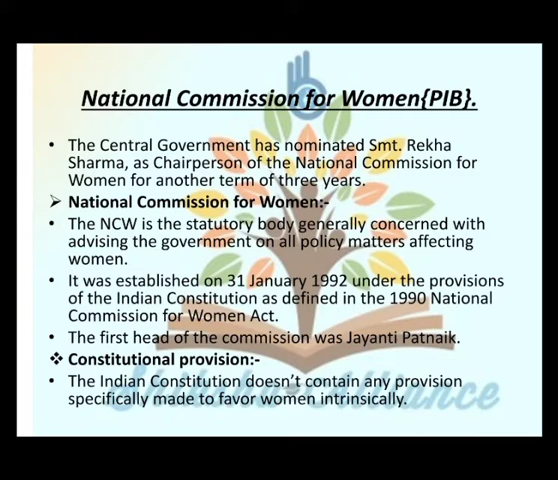 National Commission for Women{PIB}.
• The Central Government has nominated Smt. Rekha
Sharma, as Chairperson of the National Commission for
Women for another term of three years.
➢ National Commission for Women:-
• The NCW is the statutory body generally concerned with
advising the government on all policy matters affecting
women.
• It was established on 31 January 1992 under the provisions
of the Indian Constitution as defined in the 1990 National
Commission for Women Act.
• The first head of the commission was Jayanti Patnaik.
❖ Constitutional provision:-
• The Indian Constitution doesn't contain any provision
specifically made to favor women intrinsically.